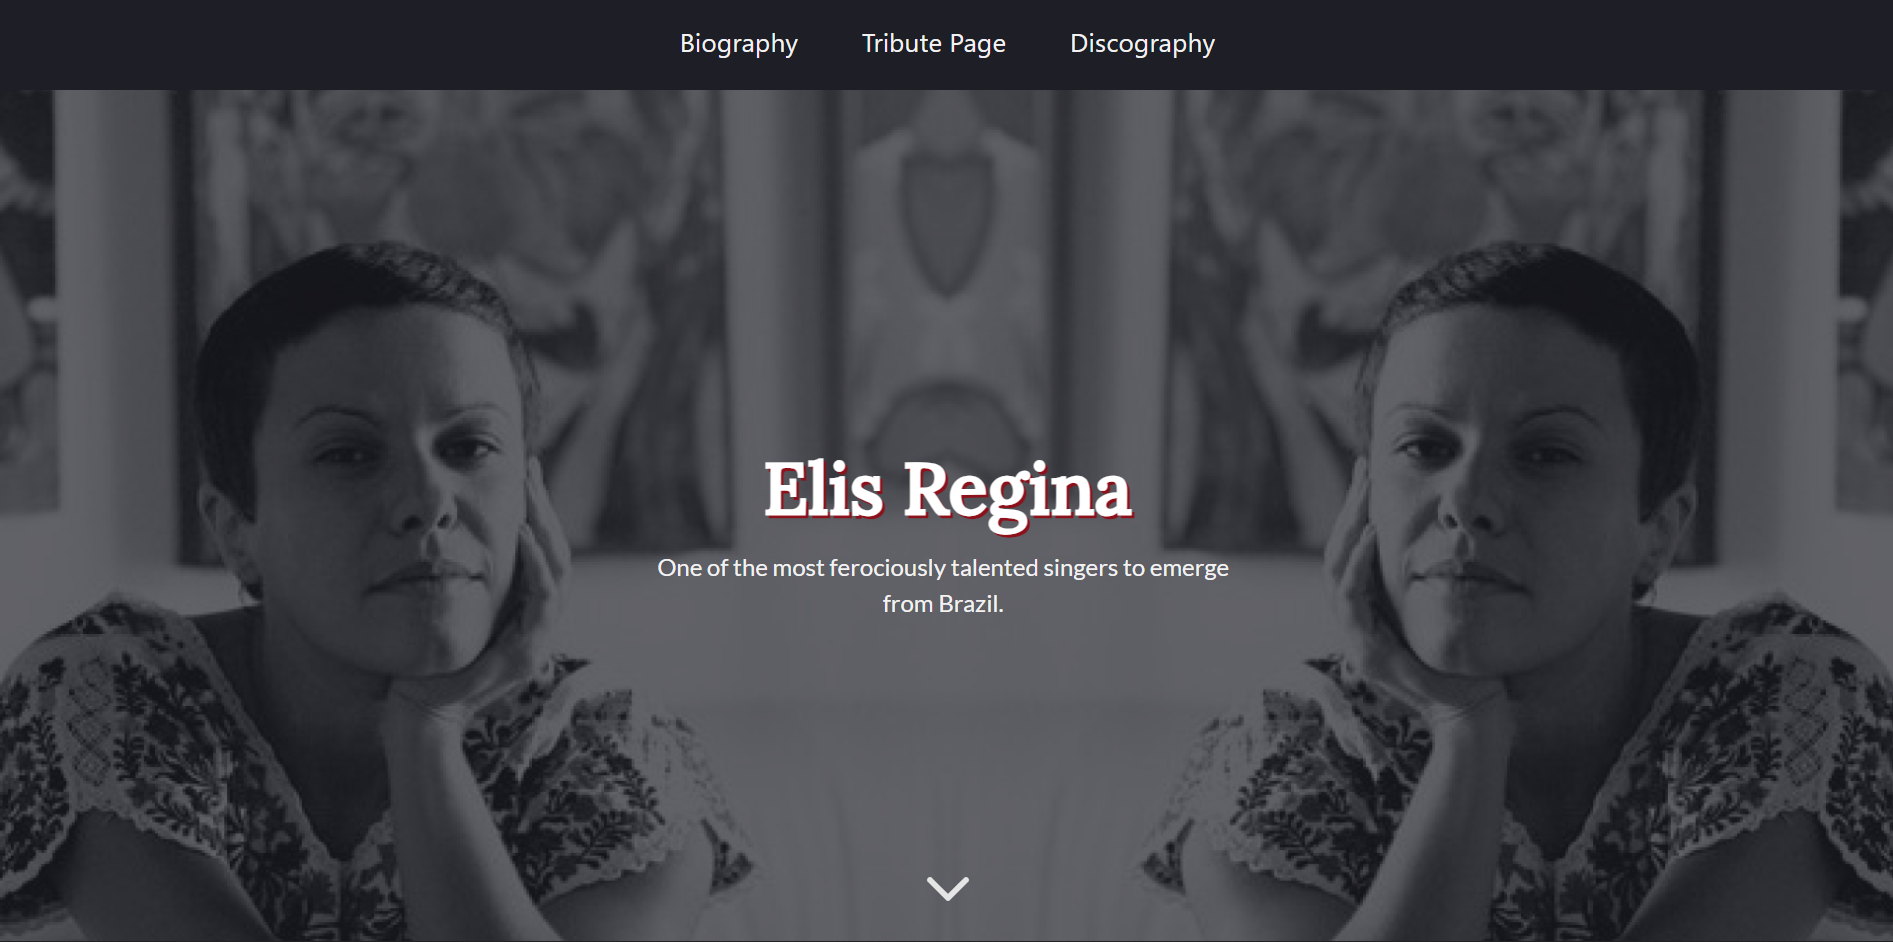 Biography Tribute Page Discography
Elis Regina
One of the most ferociously talented singers to emerge
from Brazil.